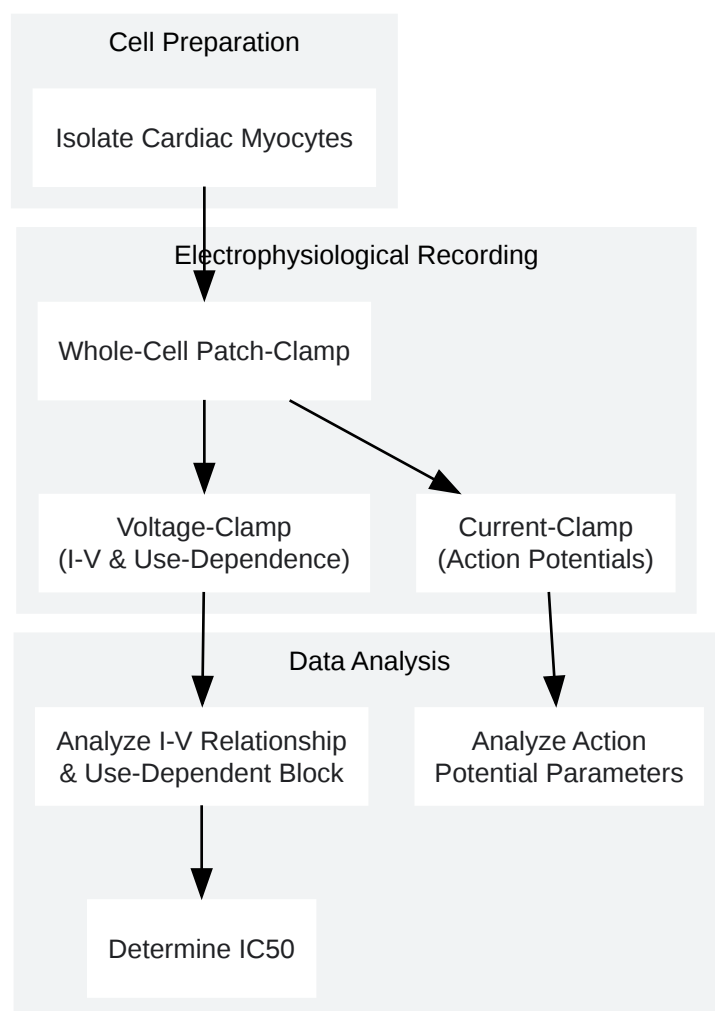 Cell Preparation
Isolate Cardiac Myocytes
Electrophysiological Recording
Whole-Cell Patch-Clamp
Voltage-Clamp
(I-V & Use-Dependence)
Current-Clamp
(Action Potentials)
Data Analysis
Analyze I-V Relationship
& Use-Dependent Block
Analyze Action
Potential Parameters
Determine IC50